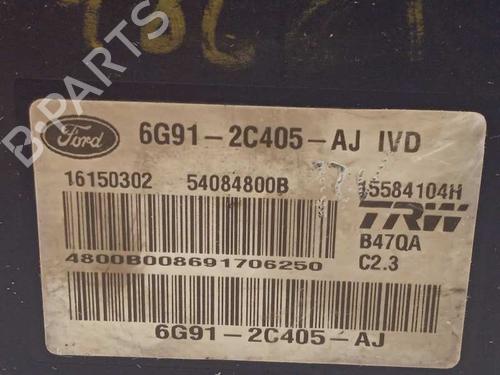 B-PARTS
Ford
6G91-2C405-AJ IVD
16150302 54084800B 15584104H
TRW
B47QA
4800B008691706250 C2.3
6G91-2C405-AJ